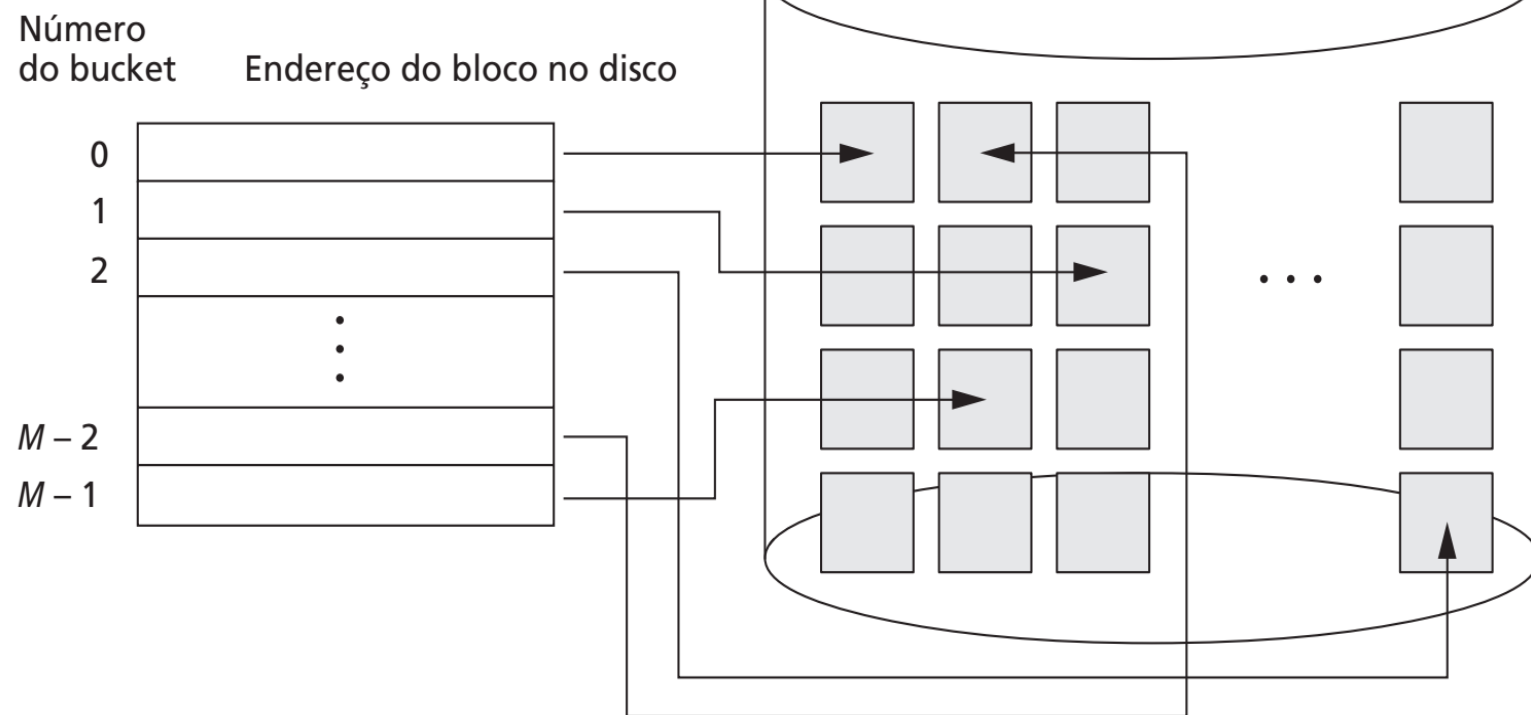 Número
do bucket Endereço do bloco no disco
0
1
2
M – 2
M – 1